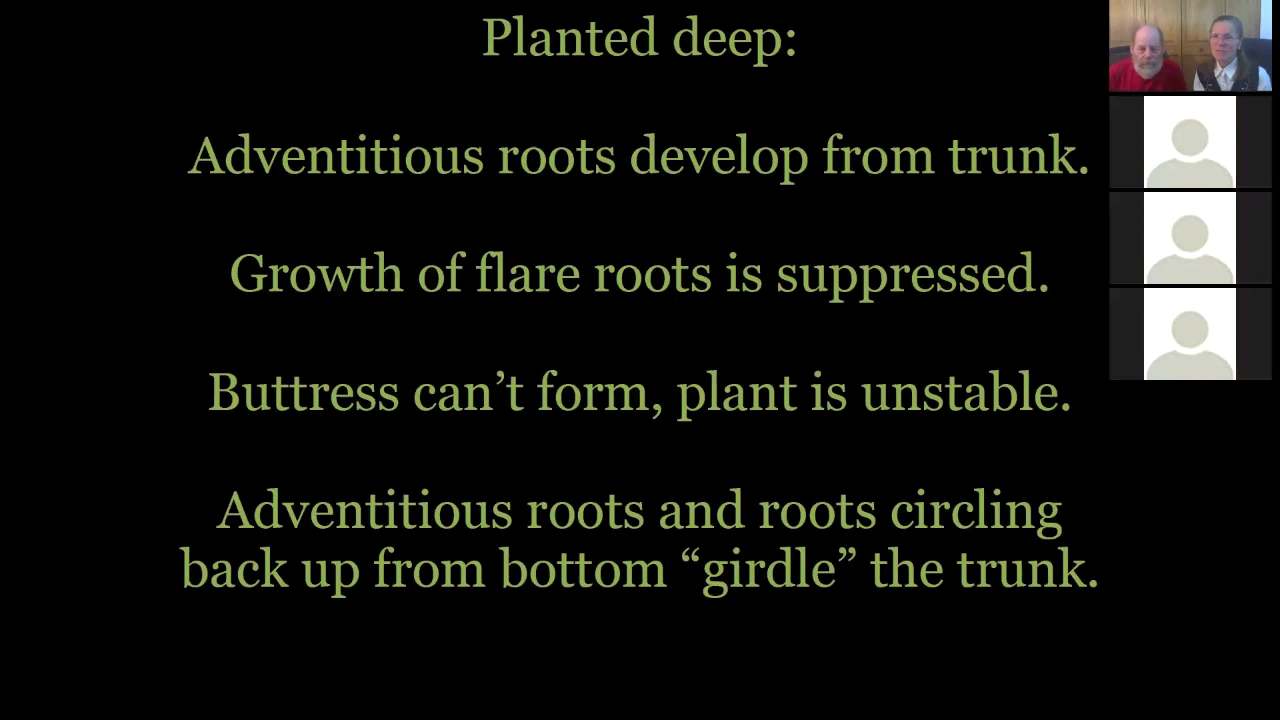 Planted deep:
Adventitious roots develop from trunk.
Growth of flare roots is suppressed.
Buttress can’t form, plant is unstable.
Adventitious roots and roots circling
back up from bottom “girdle” the trunk.